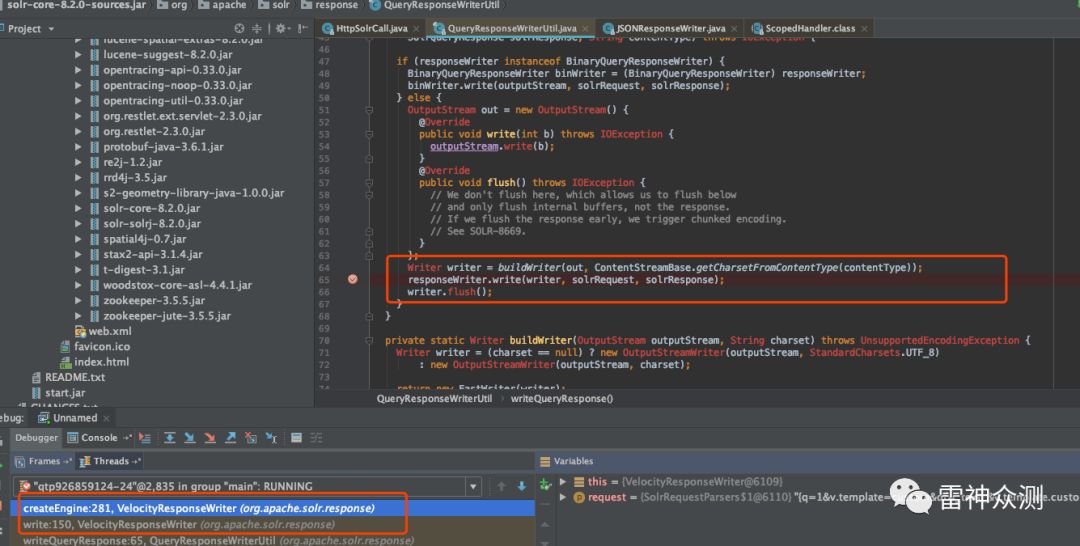 solr-core-8.2.0-sources.jar org apache solr response QueryResponseWriterUtil
Project
HttpSolrCall.java QueryResponseWriterUtil.java JSONResponseWriter.java ScopedHandler.class
lucene-spatial-extras-8.2.0.jar
lucene-suggest-8.2.0.jar
opentracing-api-0.33.0.jar
opentracing-noop-0.33.0.jar
opentracing-util-0.33.0.jar
org.restlet.ext.servlet-2.3.0.jar
org.restlet-2.3.0.jar
protobuf-java-3.6.1.jar
re2j-1.2.jar
rrd4j-3.5.jar
s2-geometry-library-java-1.0.0.jar
solr-core-8.2.0.jar
solr-solrj-8.2.0.jar
spatial4j-0.7.jar
stax2-api-3.1.4.jar
t-digest-3.1.jar
woodstox-core-asl-4.4.1.jar
zookeeper-3.5.5.jar
zookeeper-jute-3.5.5.jar
web.xml
favicon.ico
index.html
README.txt
start.jar
CHANGES.txt
SolrQueryResponse solrResponse, String contentType) throws IOException {
46
47 if (responseWriter instanceof BinaryQueryResponseWriter) {
48 BinaryQueryResponseWriter binWriter = (BinaryQueryResponseWriter) responseWriter;
49 binWriter.write(outputStream, solrRequest, solrResponse);
50 } else {
51 OutputStream out = new OutputStream() {
52 @Override
53 public void write(int b) throws IOException {
54 outputStream.write(b);
55 }
56 @Override
57 public void flush() throws IOException {
58 // We don't flush here, which allows us to flush below
59 // and only flush internal buffers, not the response.
60 // If we flush the response early, we trigger chunked encoding.
61 // See SOLR-8669.
62 }
63 };
64 Writer writer = buildWriter(out, ContentStreamBase.getCharsetFromContentType(contentType));
65 responseWriter.write(writer, solrRequest, solrResponse);
66 writer.flush();
67 }
68 }
69
70 private static Writer buildWriter(OutputStream outputStream, String charset) throws UnsupportedEncodingException {
71 Writer writer = (charset == null) ? new OutputStreamWriter(outputStream, StandardCharsets.UTF_8)
72 : new OutputStreamWriter(outputStream, charset);
73
74 return new FastWriter(writer);
QueryResponseWriterUtil writeQueryResponse()
ebug: Unnamed
Debugger Console
Frames Threads
"qtp926859124-24"@2,835 in group "main": RUNNING
createEngine:281, VelocityResponseWriter (org.apache.solr.response)
write:150, VelocityResponseWriter (org.apache.solr.response)
writeQueryResponse:65, QueryResponseWriterUtil (org.apache.solr.response)
Variables
this = {VelocityResponseWriter@6109}
request = {SolrRequestParsers$1@6110} "{q=1&v.template=
雷神众测